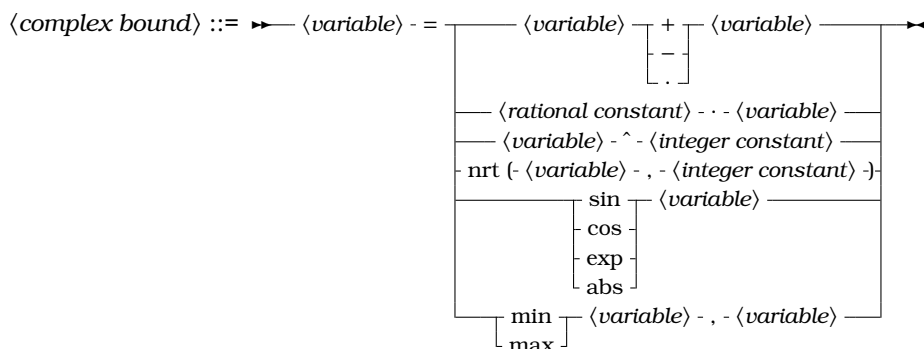 ⟨complex bound⟩ ::= ⟨variable⟩ = ⟨variable⟩ + ⟨variable⟩
−
·
⟨rational constant⟩ · ⟨variable⟩
⟨variable⟩ ^ ⟨integer constant⟩
nrt ( ⟨variable⟩ , ⟨integer constant⟩ )
sin ⟨variable⟩
cos
exp
abs
min ⟨variable⟩ , ⟨variable⟩
max